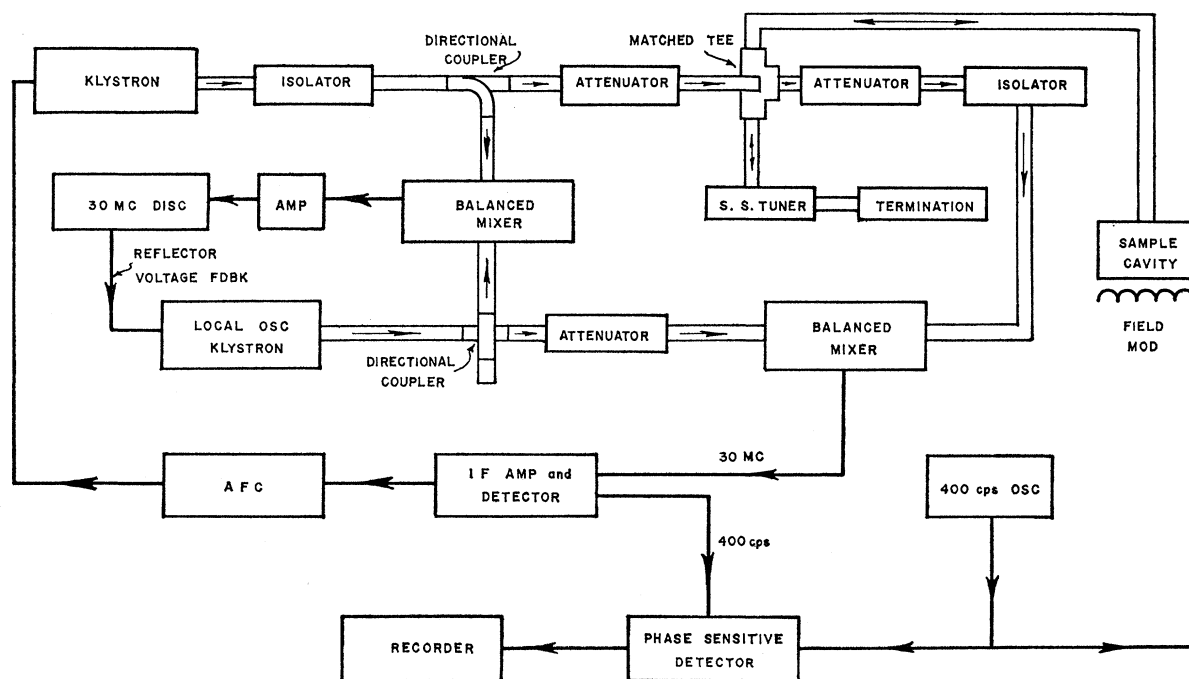 DIRECTIONAL
COUPLER
MATCHED TEE
KLYSTRON
ISOLATOR
ATTENUATOR
ATTENUATOR
ISOLATOR
30 MC DISC
AMP
BALANCED
MIXER
S. S. TUNER
TERMINATION
SAMPLE
CAVITY
REFLECTOR
VOLTAGE FDBK
LOCAL OSC
KLYSTRON
DIRECTIONAL
COUPLER
ATTENUATOR
BALANCED
MIXER
FIELD
MOD
AFC
IF AMP and
DETECTOR
30 MC
400 cps OSC
400 cps
RECORDER
PHASE SENSITIVE
DETECTOR